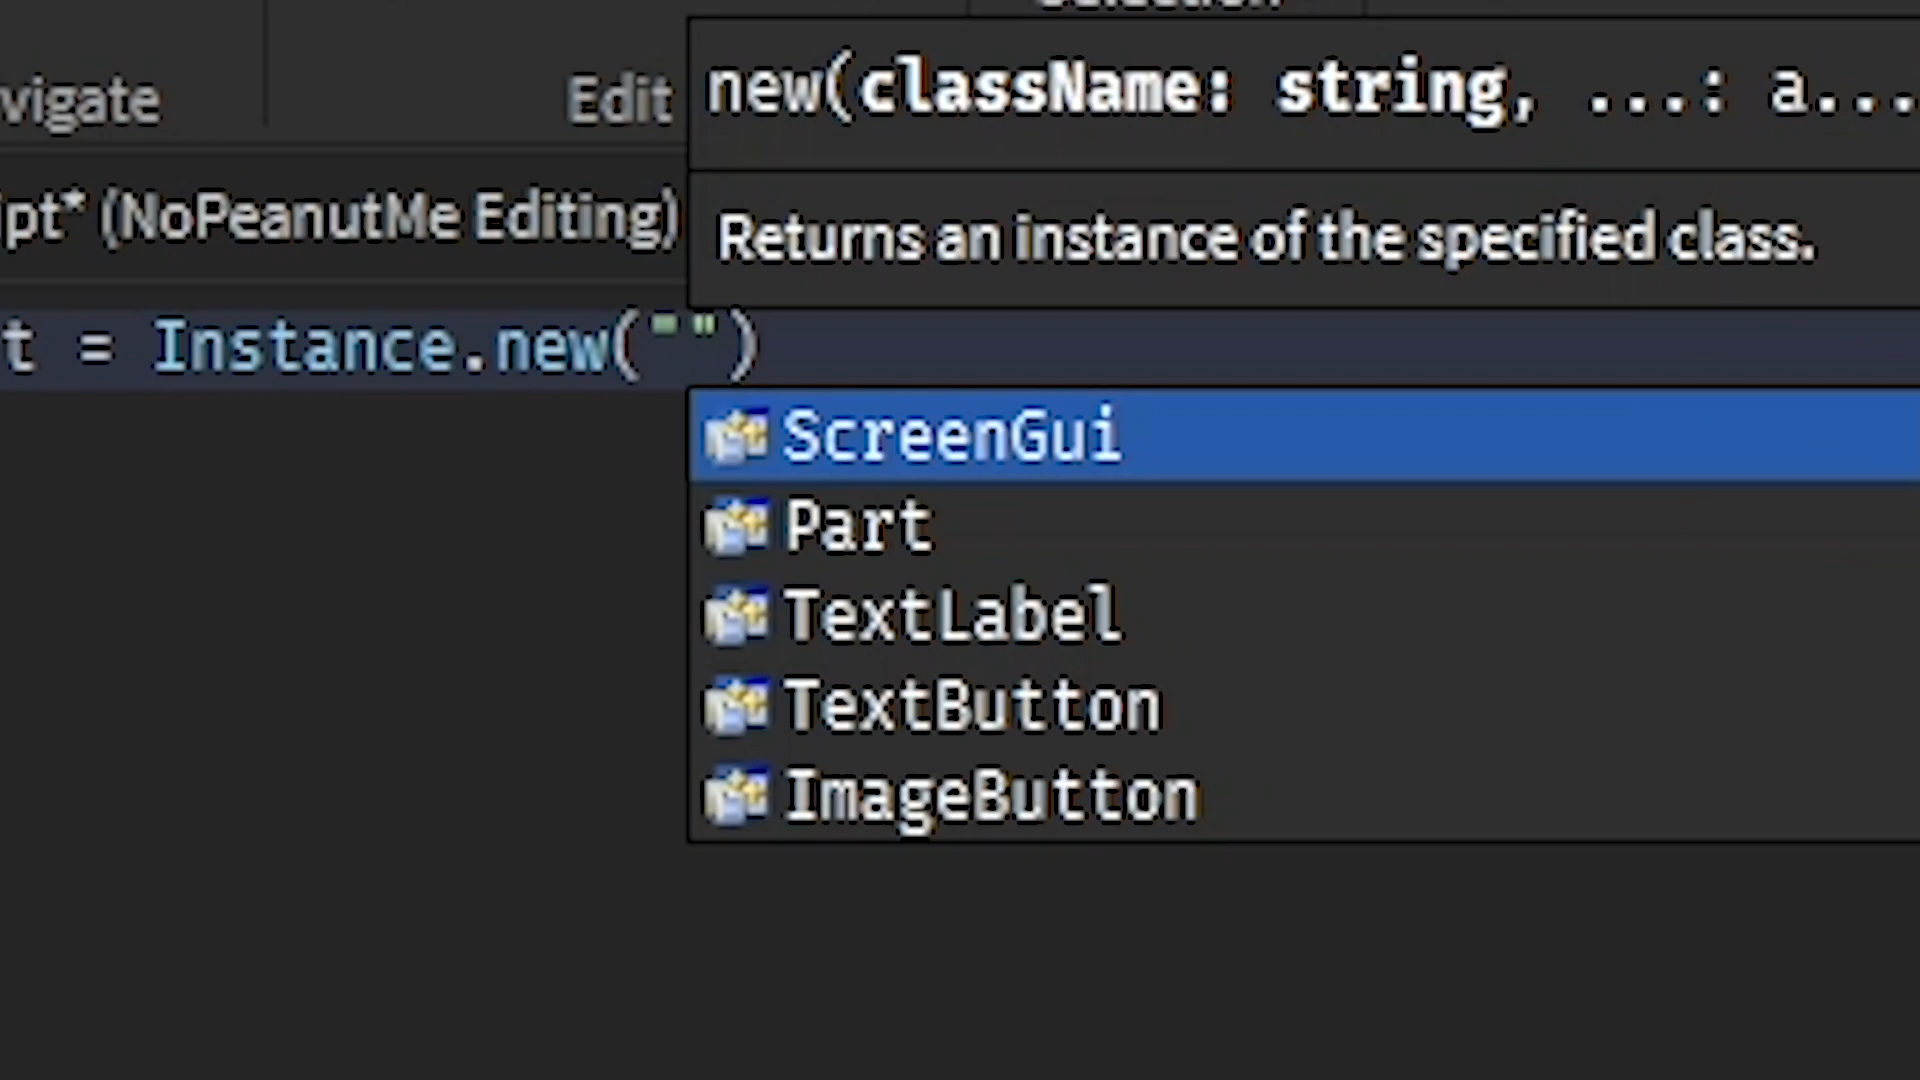 vigate
Edit
new(className: string, ...: a...
ipt* (NoPeanutMe Editing)
Returns an instance of the specified class.
t = Instance.new("")
ScreenGui
Part
TextLabel
TextButton
ImageButton